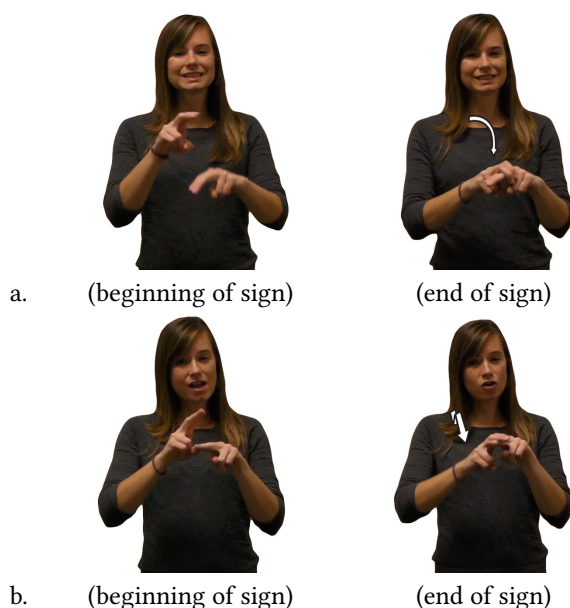 a. (beginning of sign) (end of sign)
b. (beginning of sign) (end of sign)